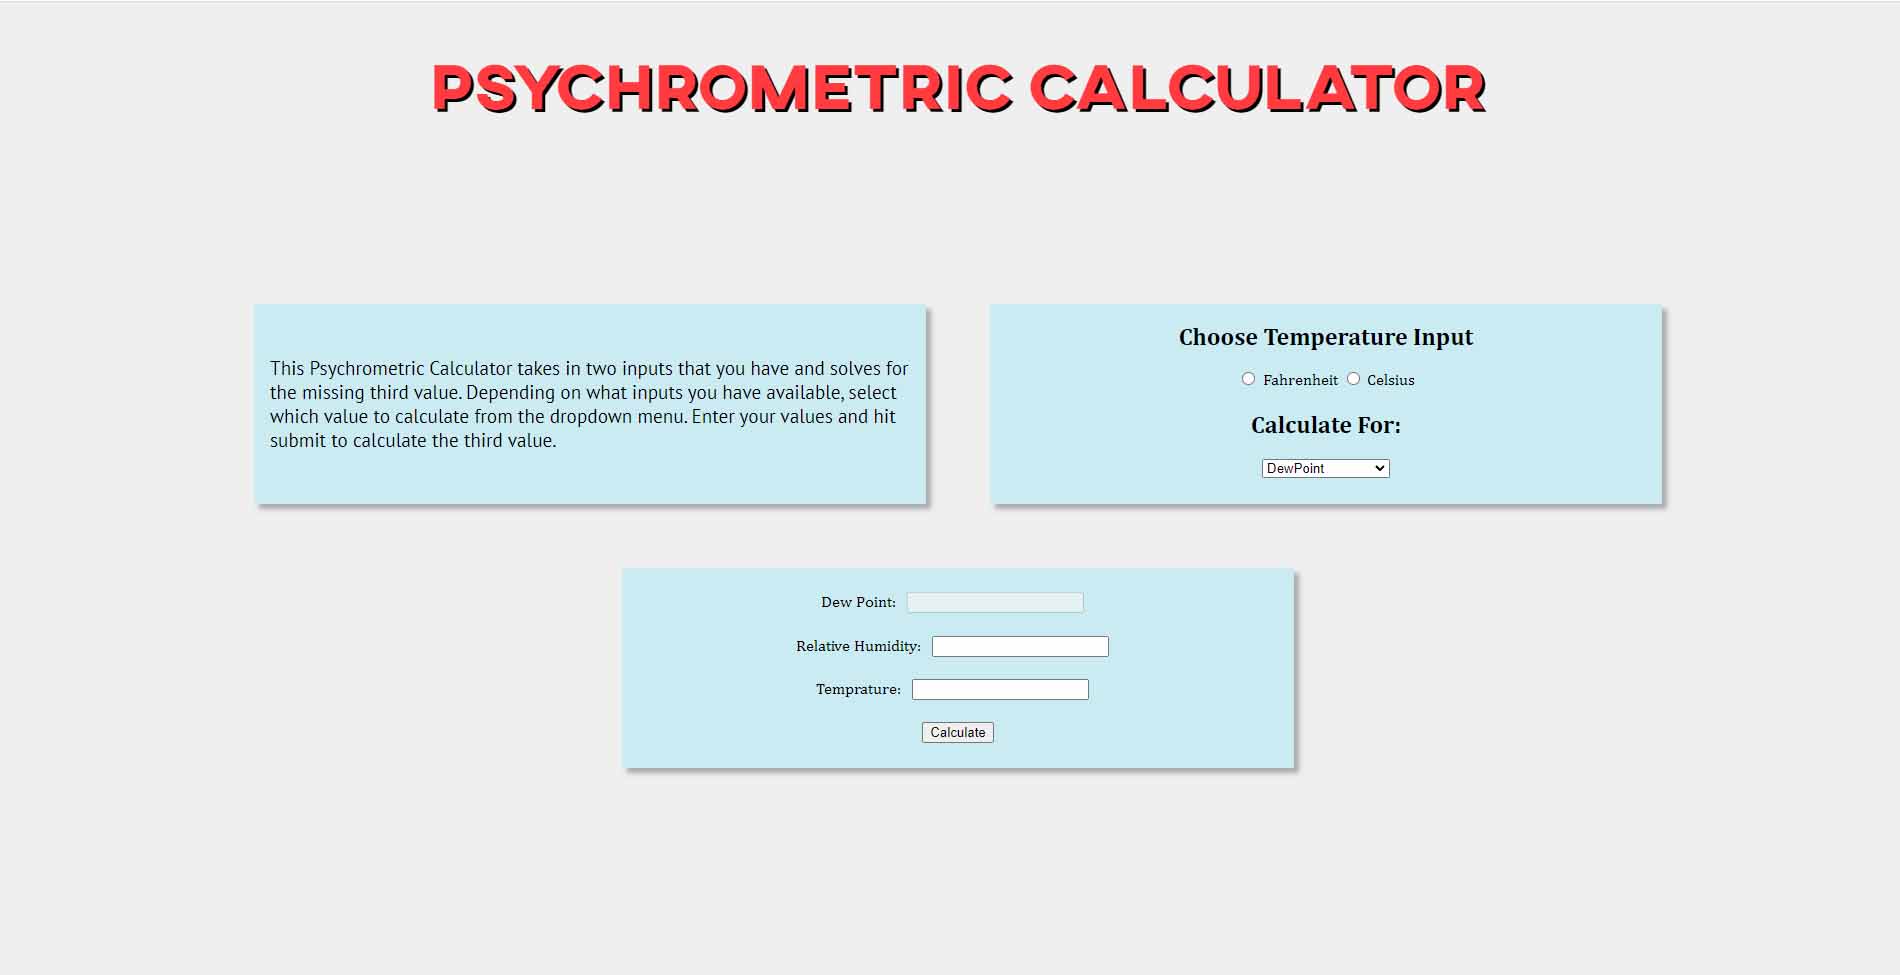 PSYCHROMETRIC CALCULATOR
This Psychrometric Calculator takes in two inputs that you have and solves for
the missing third value. Depending on what inputs you have available, select
which value to calculate from the dropdown menu. Enter your values and hit
submit to calculate the third value.
Choose Temperature Input
Fahrenheit Celsius
Calculate For:
DewPoint
Dew Point:
Relative Humidity:
Temprature:
Calculate